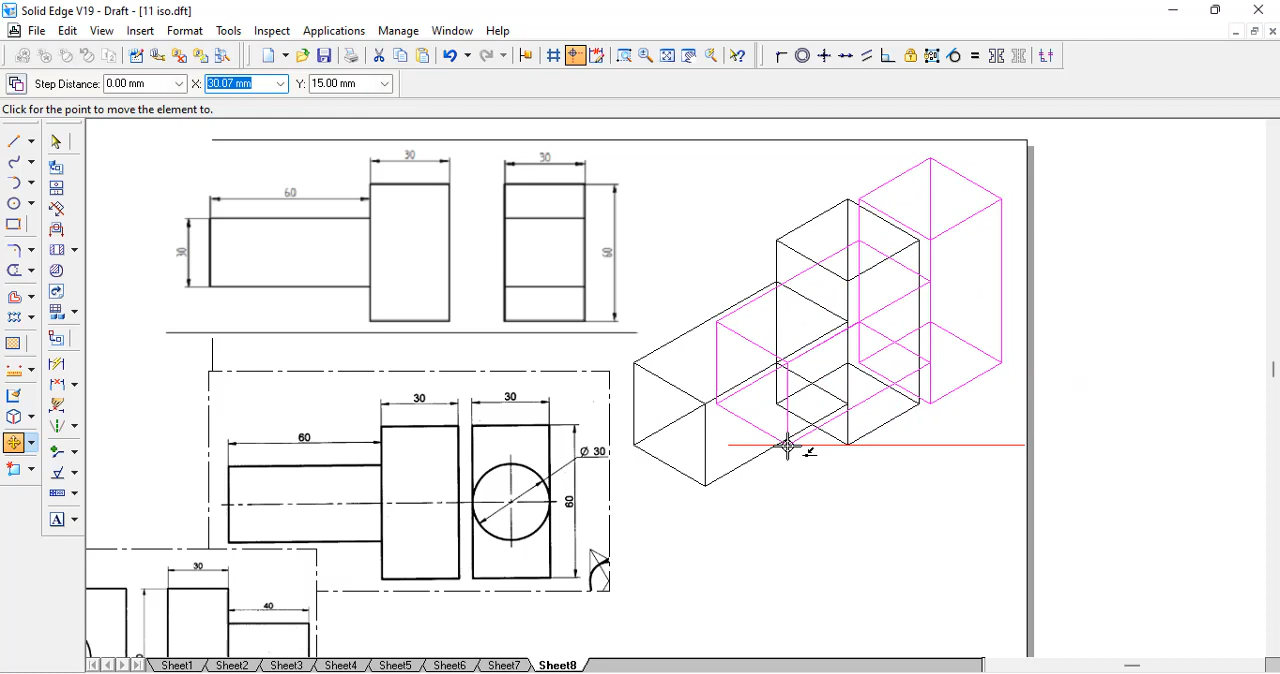 Solid Edge V19 - Draft - [11 iso.dft]
File Edit View Insert Format Tools Inspect Applications Manage Window Help
Step Distance: 0.00 mm X: 30.07 mm Y: 15.00 mm
Click for the point to move the element to.
30
30
60
30
60
30
30
60
Ø 30
60
30
40
A
Sheet1 Sheet2 Sheet3 Sheet4 Sheet5 Sheet6 Sheet7 Sheet8